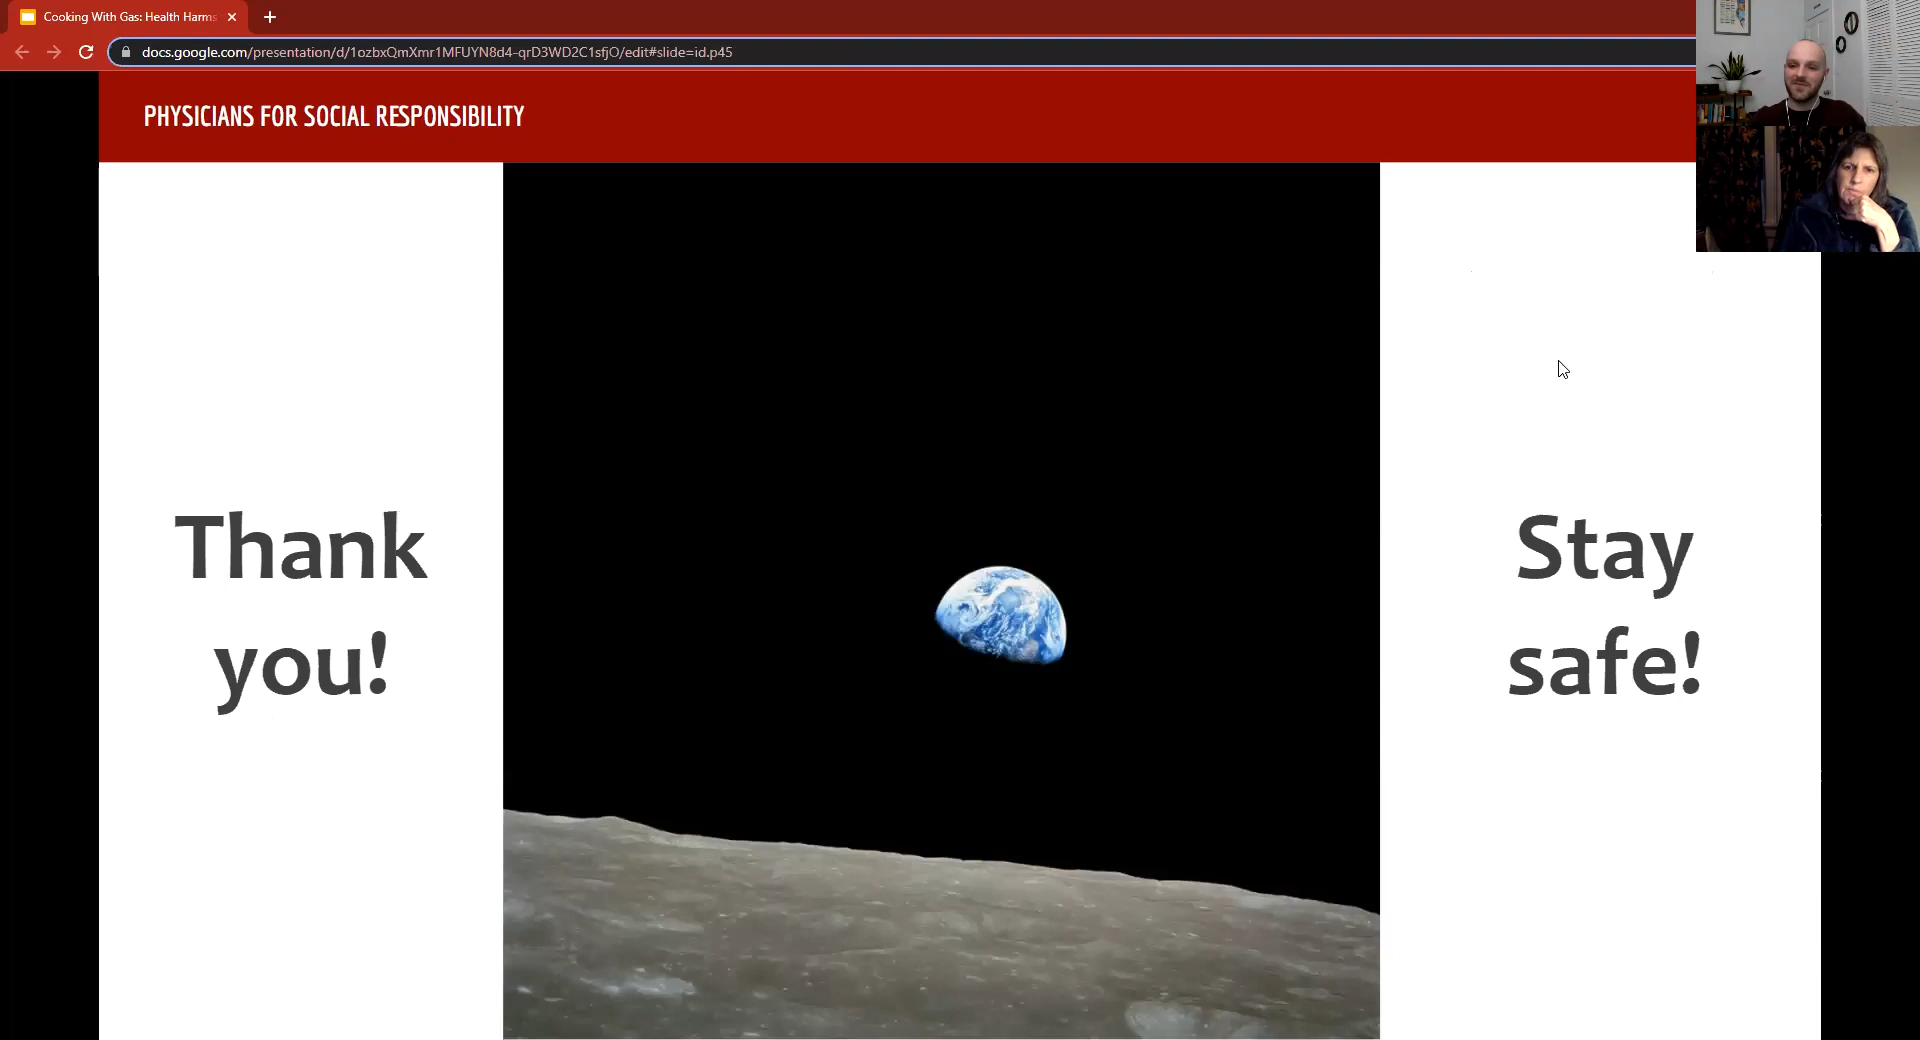 Cooking With Gas: Health Harms
docs.google.com/presentation/d/1ozbxQmXmr1MFUYN8d4-qrD3WD2C1sfjO/edit#slide=id.p45
PHYSICIANS FOR SOCIAL RESPONSIBILITY
Thank
you!
Stay
safe!